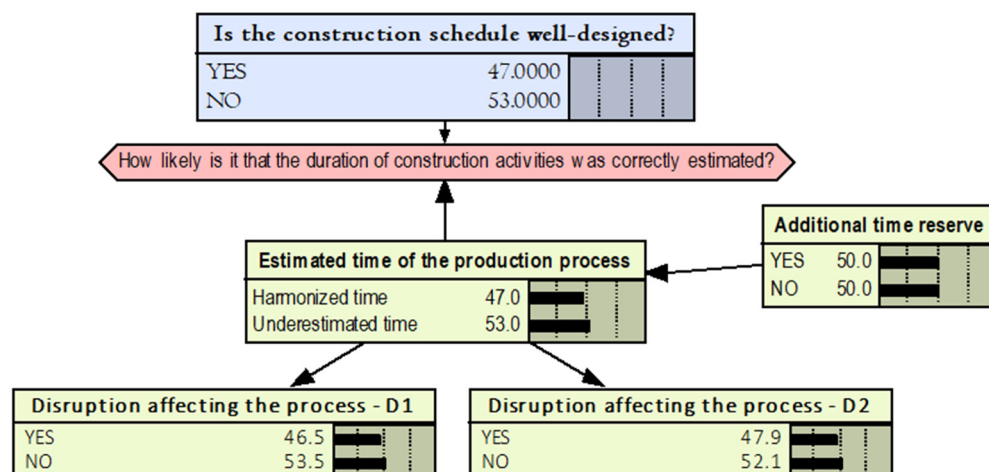 Is the construction schedule well-designed?
YES 47.0000
NO 53.0000
How likely is it that the duration of construction activities was correctly estimated?
Additional time reserve
YES 50.0
NO 50.0
Estimated time of the production process
Harmonized time 47.0
Underestimated time 53.0
Disruption affecting the process - D1
YES 46.5
NO 53.5
Disruption affecting the process - D2
YES 47.9
NO 52.1